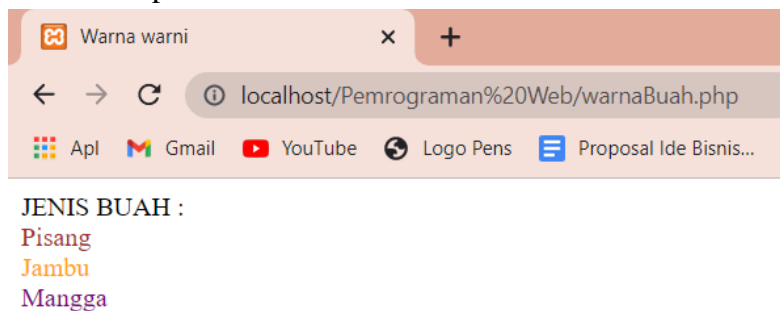 Warna warni
localhost/Pemrograman%20Web/warnaBuah.php
Apl Gmail YouTube Logo Pens Proposal Ide Bisnis...
JENIS BUAH :
Pisang
Jambu
Mangga